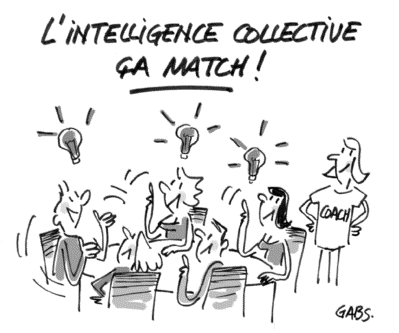 L'INTELLIGENCE COLLECTIVE
ÇA MATCH !
COACH
GABS.